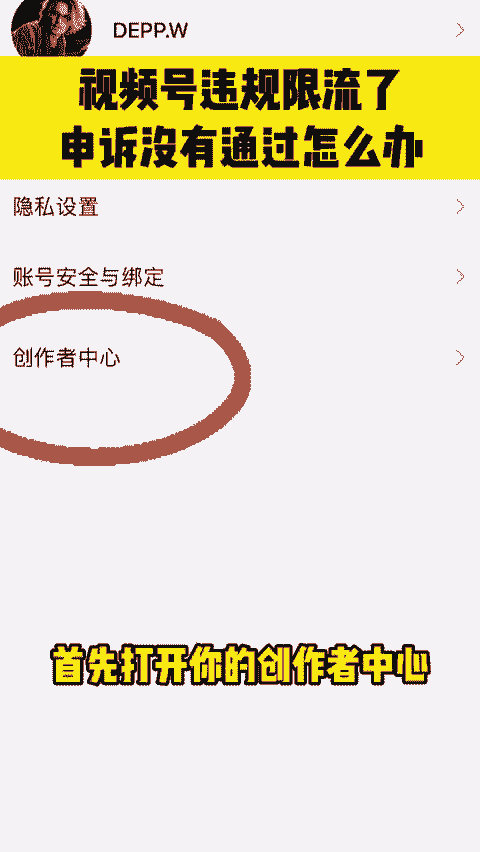 DEPP.W
视频号违规限流了
申诉没有通过怎么办
隐私设置
账号安全与绑定
创作者中心
首先打开你的创作者中心